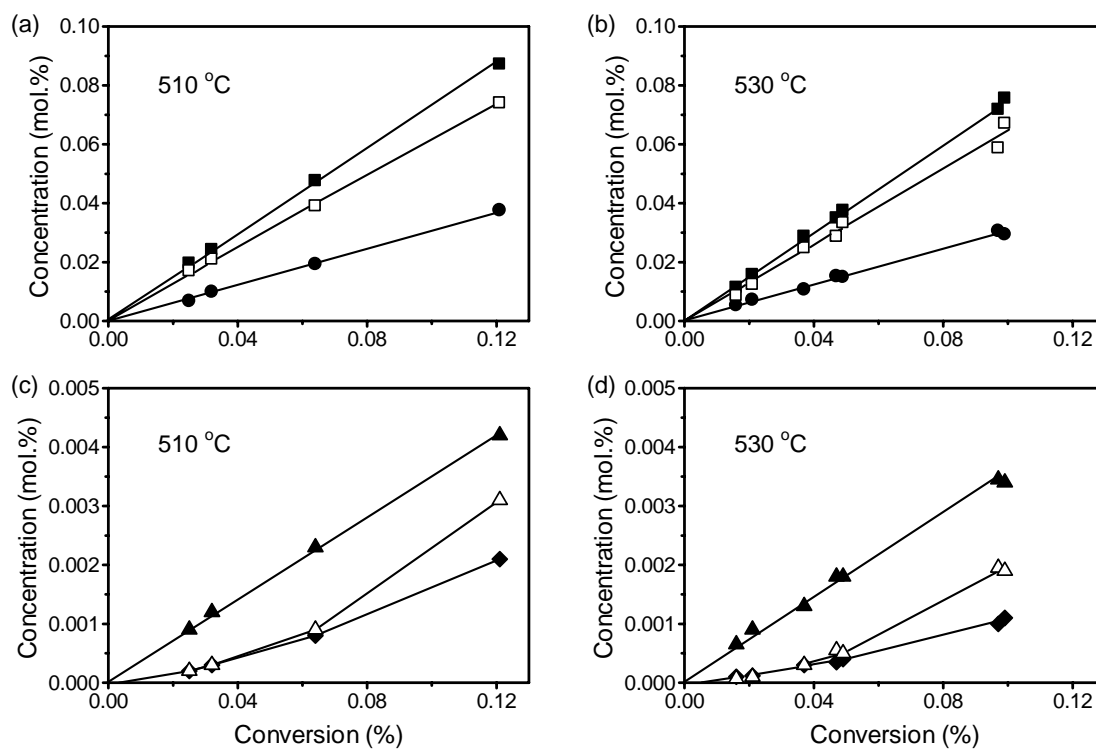 (a)
510 °C
Concentration (mol.%)
0.10
0.08
0.06
0.04
0.02
0.00
0.00 0.04 0.08 0.12
(b)
530 °C
Concentration (mol.%)
0.10
0.08
0.06
0.04
0.02
0.00
0.00 0.04 0.08 0.12
(c)
510 °C
Concentration (mol.%)
0.005
0.004
0.003
0.002
0.001
0.000
0.00 0.04 0.08 0.12
Conversion (%)
(d)
530 °C
Concentration (mol.%)
0.005
0.004
0.003
0.002
0.001
0.000
0.00 0.04 0.08 0.12
Conversion (%)